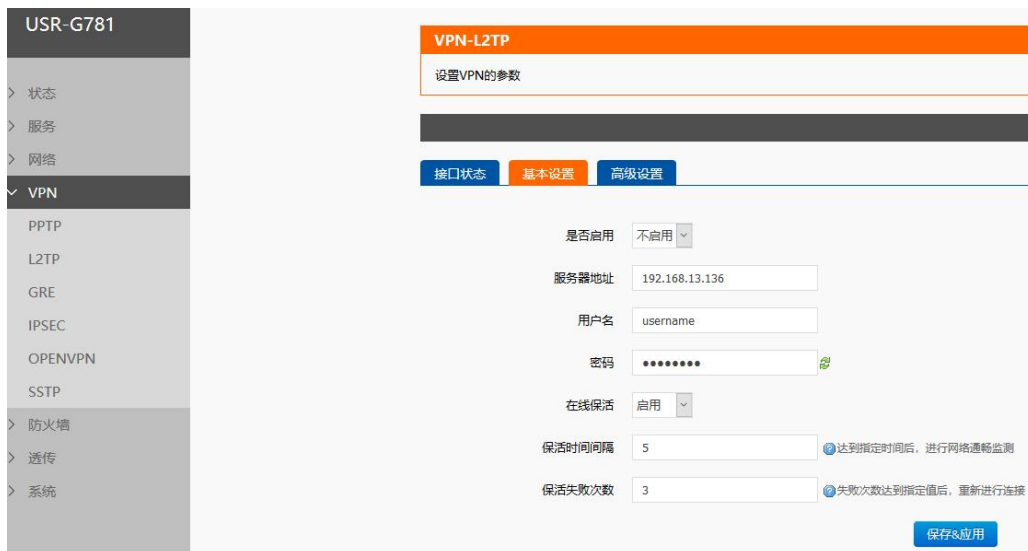 USR-G781
状态
服务
网络
VPN
PPTP
L2TP
GRE
IPSEC
OPENVPN
SSTP
防火墙
透传
系统
VPN-L2TP
设置VPN的参数
接口状态 基本设置 高级设置
是否启用 不启用
服务器地址 192.168.13.136
用户名 username
密码 ●●●●●●●●
在线保活 启用
保活时间间隔 5 达到指定时间后，进行网络通畅监测
保活失败次数 3 失败次数达到指定值后，重新进行连接
保存&应用